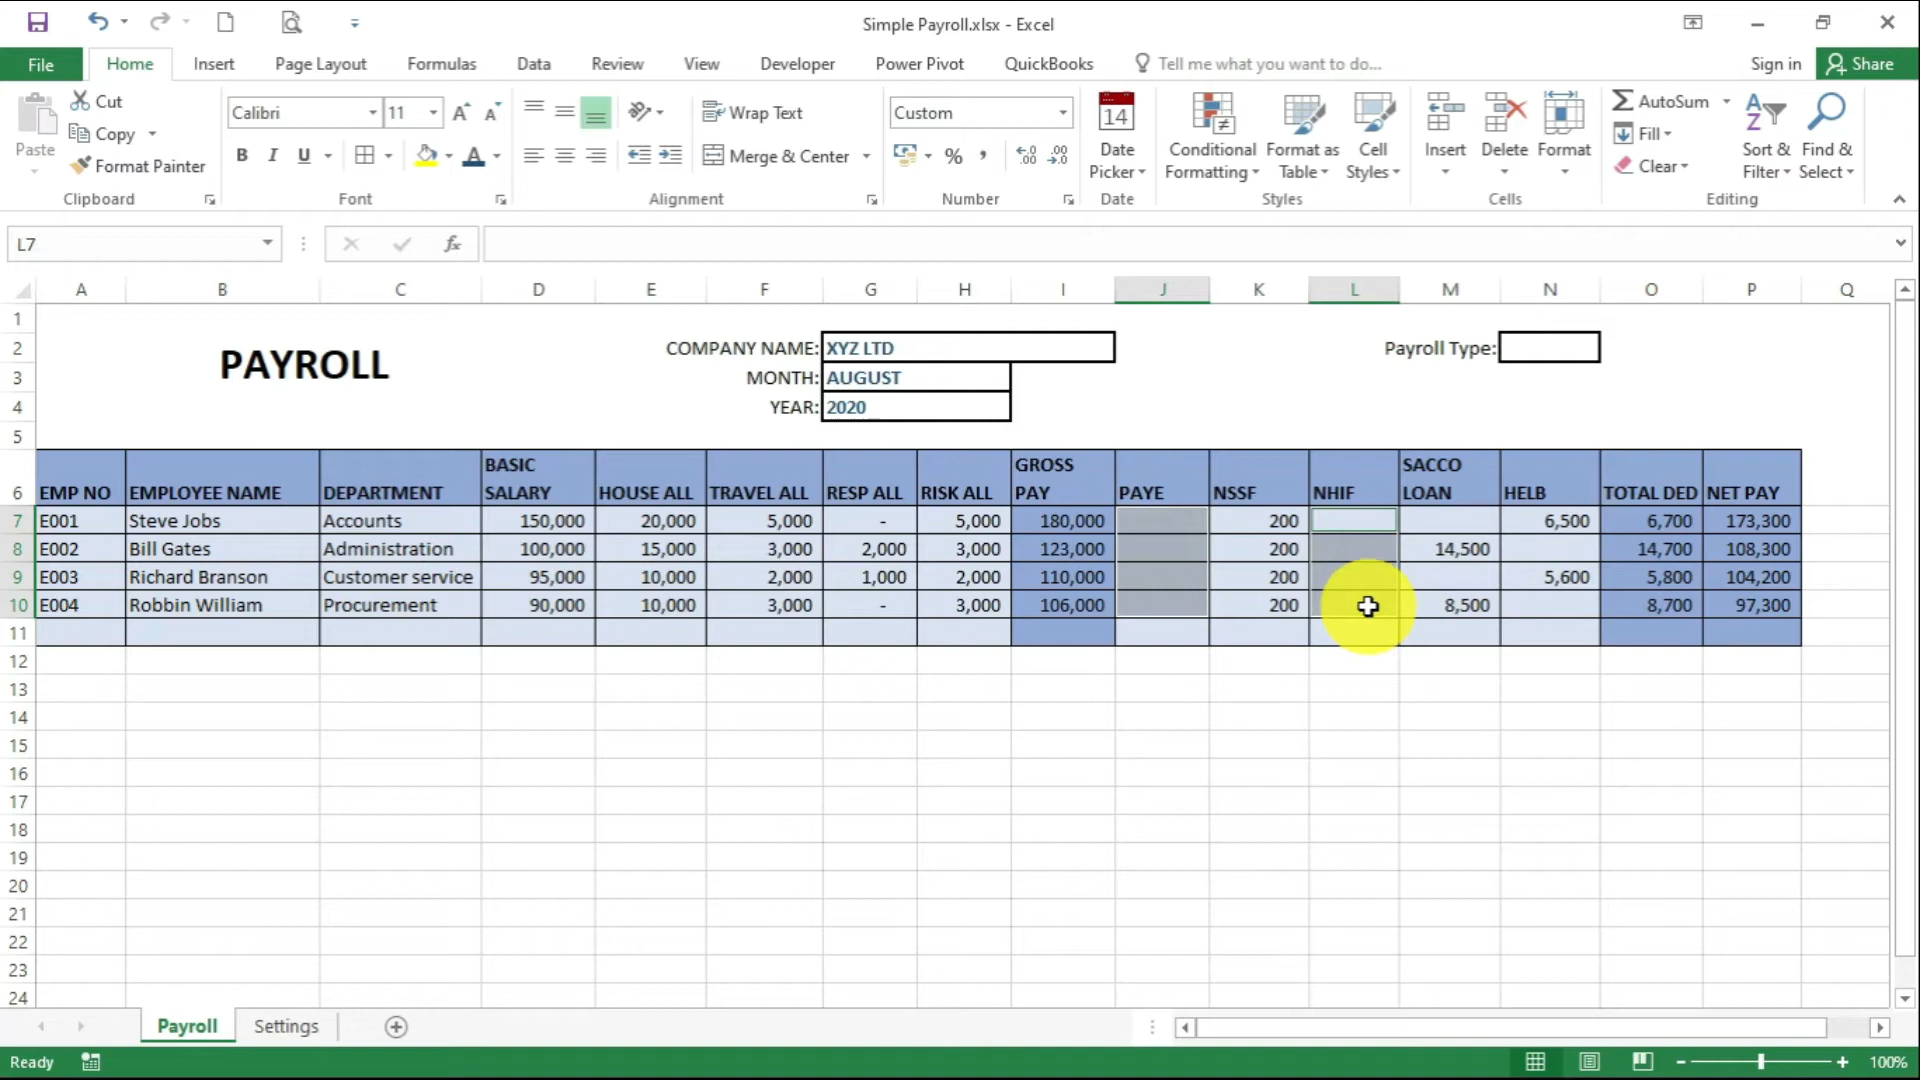 Simple Payroll.xlsx - Excel
File Home Insert Page Layout Formulas Data Review View Developer Power Pivot QuickBooks Tell me what you want to do... Sign in Share
Paste
Cut
Copy
Format Painter
Clipboard
Calibri 11
B I U
Font
Wrap Text
Merge & Center
Alignment
Custom
Number
14
Date Picker
Date
Conditional Formatting
Format as Table
Cell Styles
Styles
Insert Delete Format
Cells
AutoSum
Fill
Clear
Sort & Filter
Find & Select
Editing
L7 fx
A B C D E F G H I J K L M N O P Q
1
2 PAYROLL COMPANY NAME: XYZ LTD Payroll Type:
3 MONTH: AUGUST
4 YEAR: 2020
5
6 EMP NO EMPLOYEE NAME DEPARTMENT BASIC SALARY HOUSE ALL TRAVEL ALL RESP ALL RISK ALL GROSS PAY PAYE NSSF NHIF SACCO LOAN HELB TOTAL DED NET PAY
7 E001 Steve Jobs Accounts 150,000 20,000 5,000 - 5,000 180,000 200 6,500 6,700 173,300
8 E002 Bill Gates Administration 100,000 15,000 3,000 2,000 3,000 123,000 200 14,500 14,700 108,300
9 E003 Richard Branson Customer service 95,000 10,000 2,000 1,000 2,000 110,000 200 5,600 5,800 104,200
10 E004 Robbin William Procurement 90,000 10,000 3,000 - 3,000 106,000 200 8,500 8,700 97,300
11
12
13
14
15
16
17
18
19
20
21
22
23
24
Payroll Settings
Ready 100%